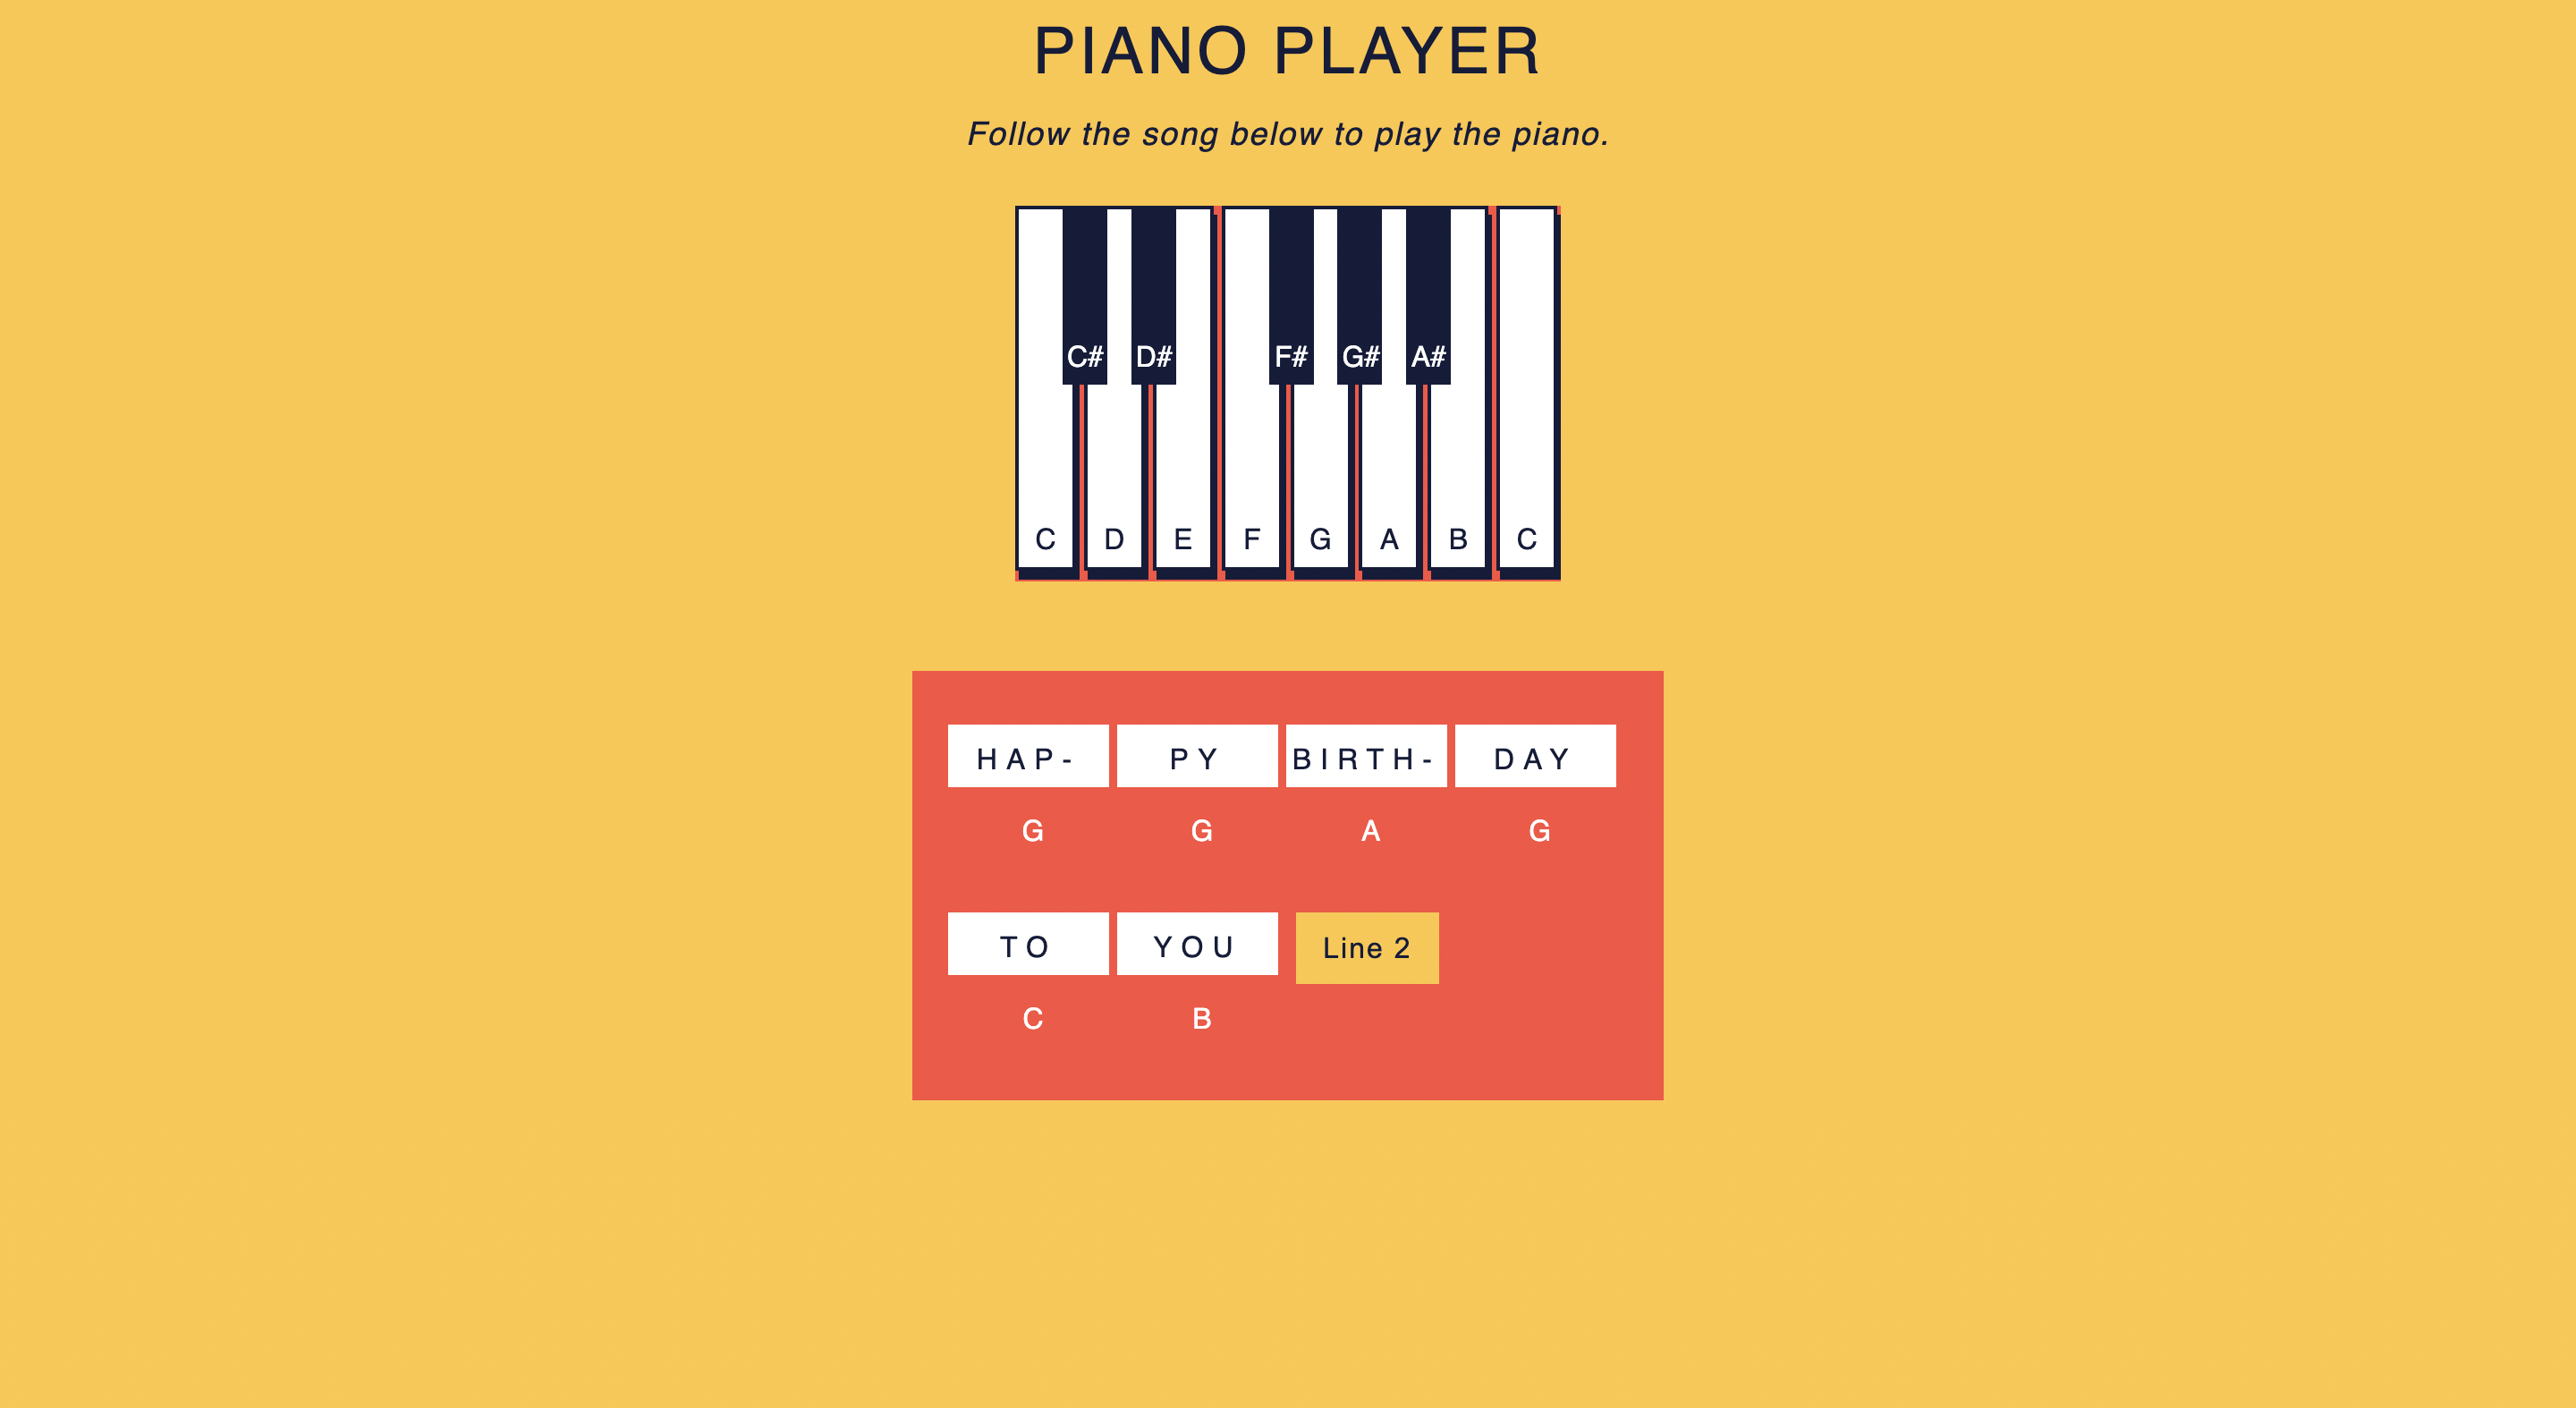 PIANO PLAYER
Follow the song below to play the piano.
C# D# F# G# A#
C D E F G A B C
HAP- PY BIRTH- DAY
G G A G
TO YOU Line 2
C B